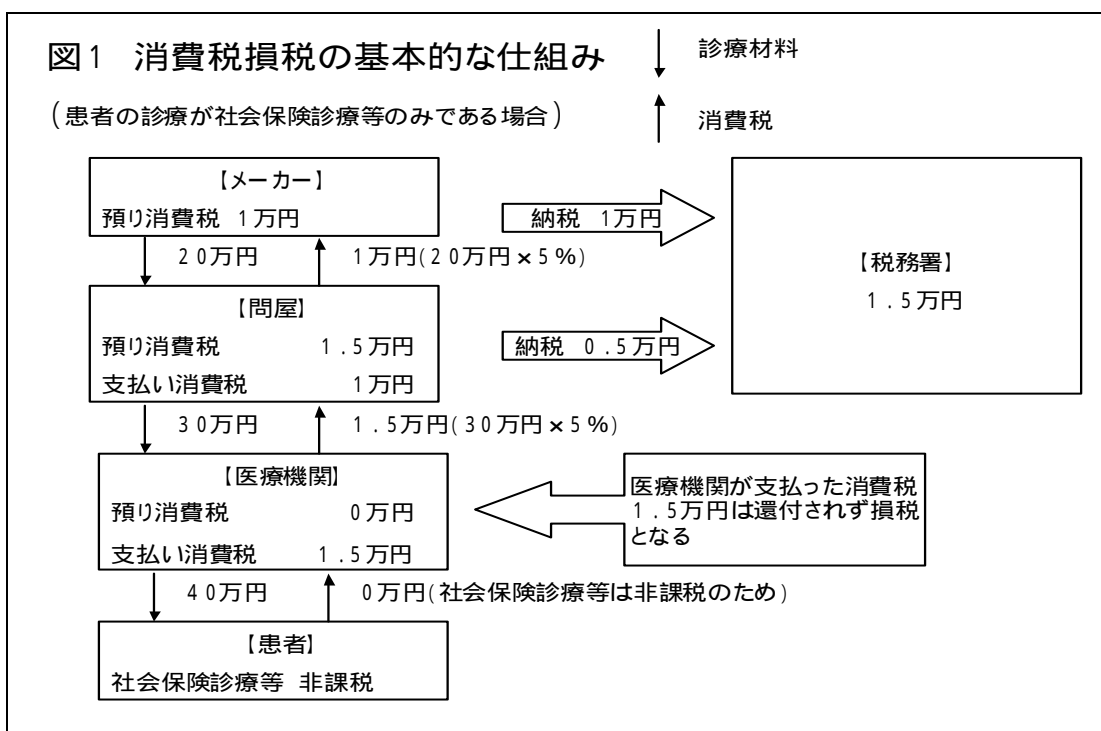 図1 消費税損税の基本的な仕組み
(患者の診療が社会保険診療等のみである場合)
診療材料
消費税
【メーカー】
預り消費税 1万円
納税 1万円
20万円
1万円(20万円×5%)
【税務署】
1.5万円
【問屋】
預り消費税 1.5万円
支払い消費税 1万円
納税 0.5万円
30万円
1.5万円(30万円×5%)
【医療機関】
預り消費税 0万円
支払い消費税 1.5万円
医療機関が支払った消費税
1.5万円は還付されず損税
となる
40万円
0万円(社会保険診療等は非課税のため)
【患者】
社会保険診療等 非課税